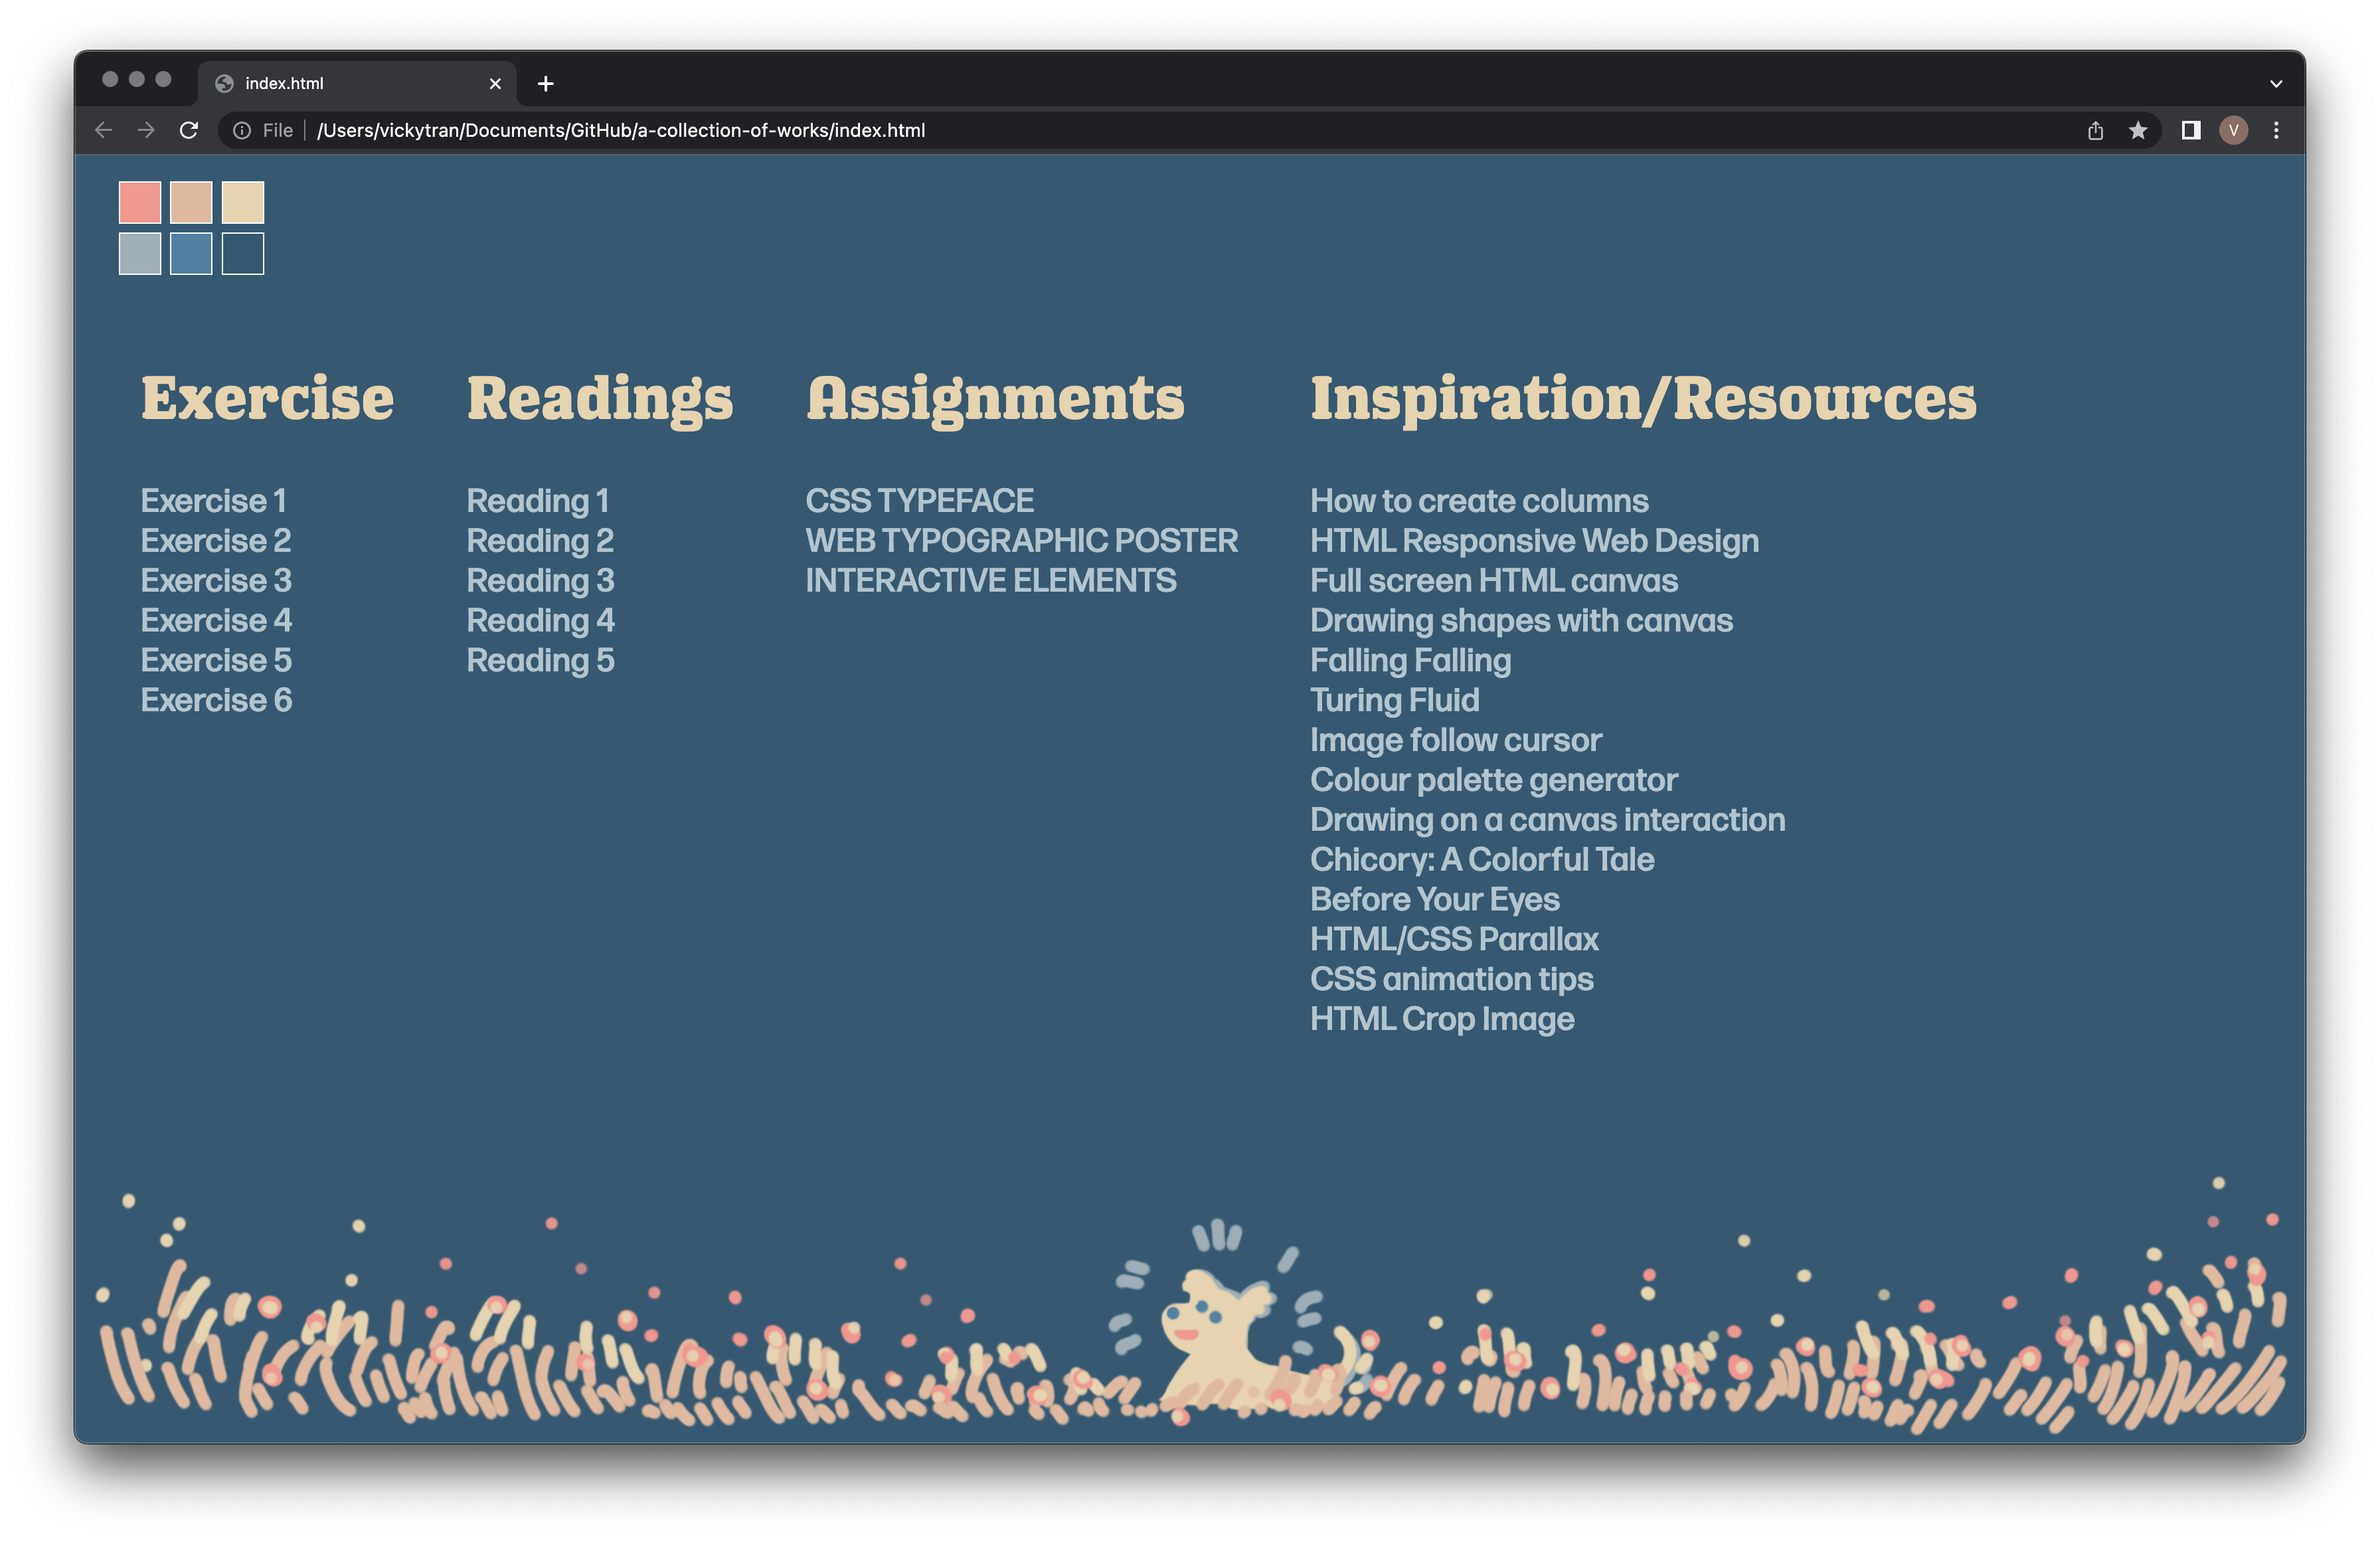 index.html
File
/Users/vickytran/Documents/GitHub/a-collection-of-works/index.html
V
Exercise
Exercise 1
Exercise 2
Exercise 3
Exercise 4
Exercise 5
Exercise 6
Readings
Reading 1
Reading 2
Reading 3
Reading 4
Reading 5
Assignments
CSS TYPEFACE
WEB TYPOGRAPHIC POSTER
INTERACTIVE ELEMENTS
Inspiration/Resources
How to create columns
HTML Responsive Web Design
Full screen HTML canvas
Drawing shapes with canvas
Falling Falling
Turing Fluid
Image follow cursor
Colour palette generator
Drawing on a canvas interaction
Chicory: A Colorful Tale
Before Your Eyes
HTML/CSS Parallax
CSS animation tips
HTML Crop Image